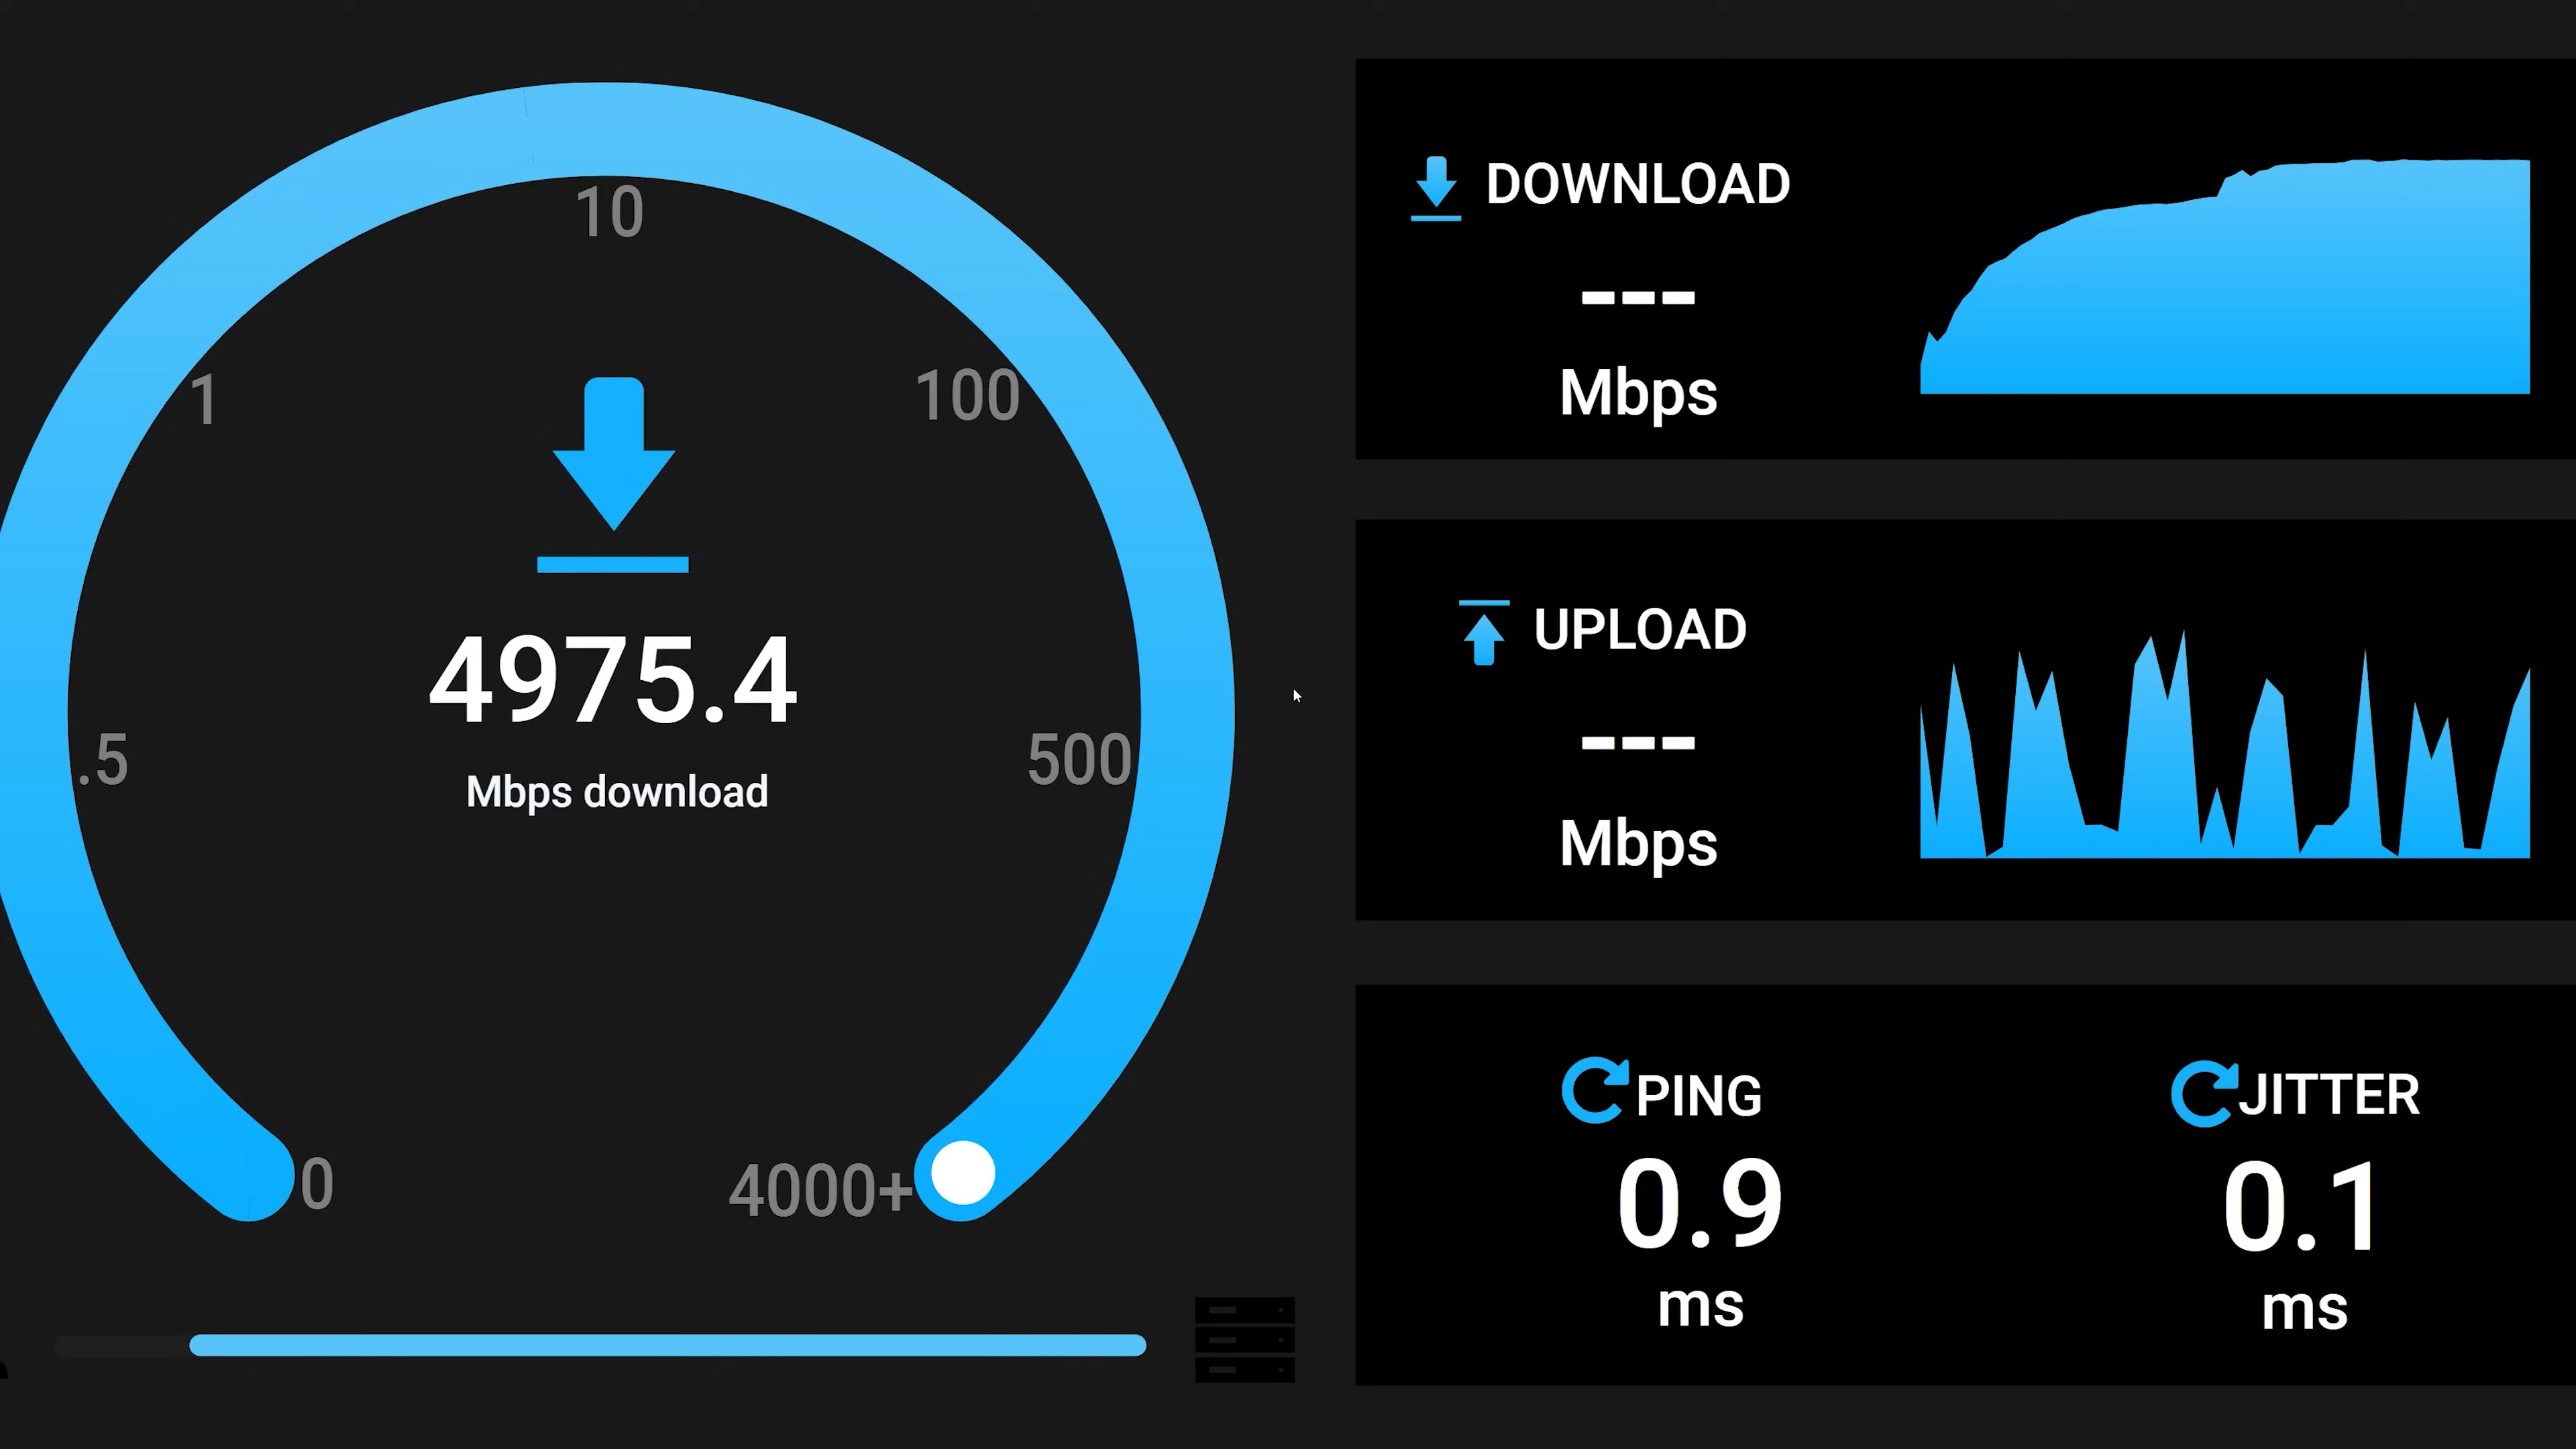 10
1
100
4975.4
Mbps download
.5
500
0
4000+
DOWNLOAD
---
Mbps
UPLOAD
---
Mbps
PING
0.9
ms
JITTER
0.1
ms